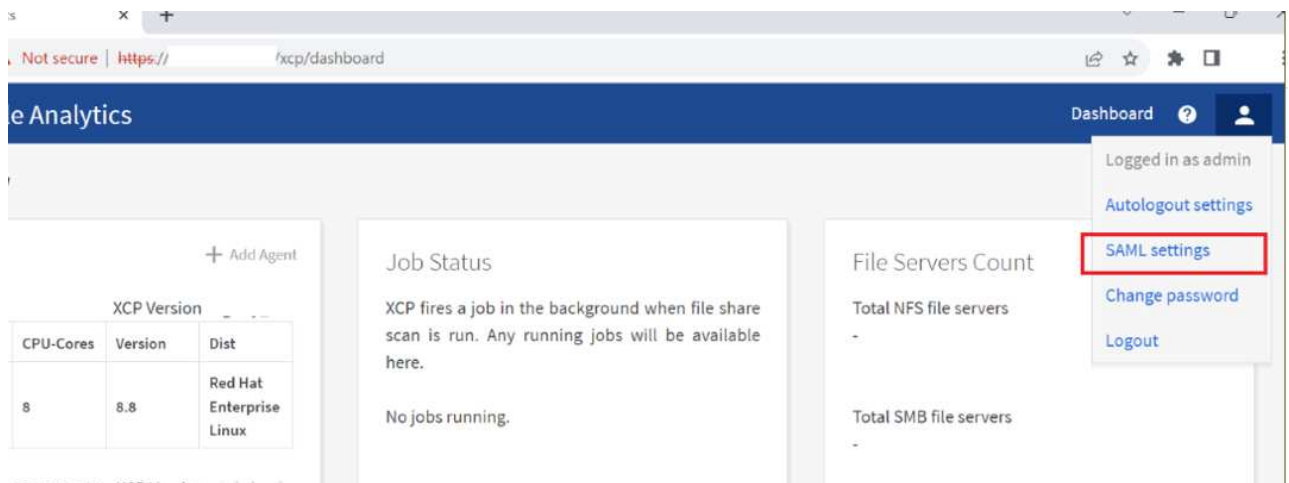 Not secure | https:// /xcp/dashboard
e Analytics
Dashboard
Logged in as admin
Autologout settings
SAML settings
Change password
Logout
+ Add Agent
XCP Version
CPU-Cores Version Dist
8 8.8 Red Hat
Enterprise
Linux
Job Status
XCP fires a job in the background when file share
scan is run. Any running jobs will be available
here.
No jobs running.
File Servers Count
Total NFS file servers
-
Total SMB file servers
-